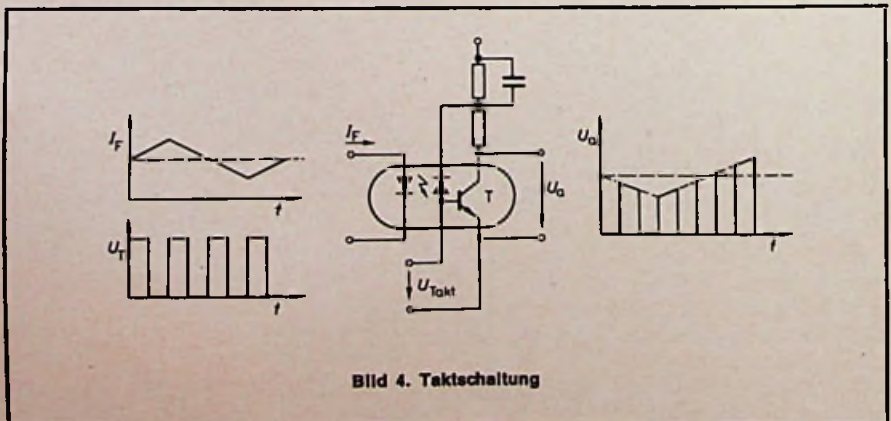 I_F
t
U_T
t
I_F
T
U_a
U_Takt
U_a
t
Bild 4. Taktschaltung